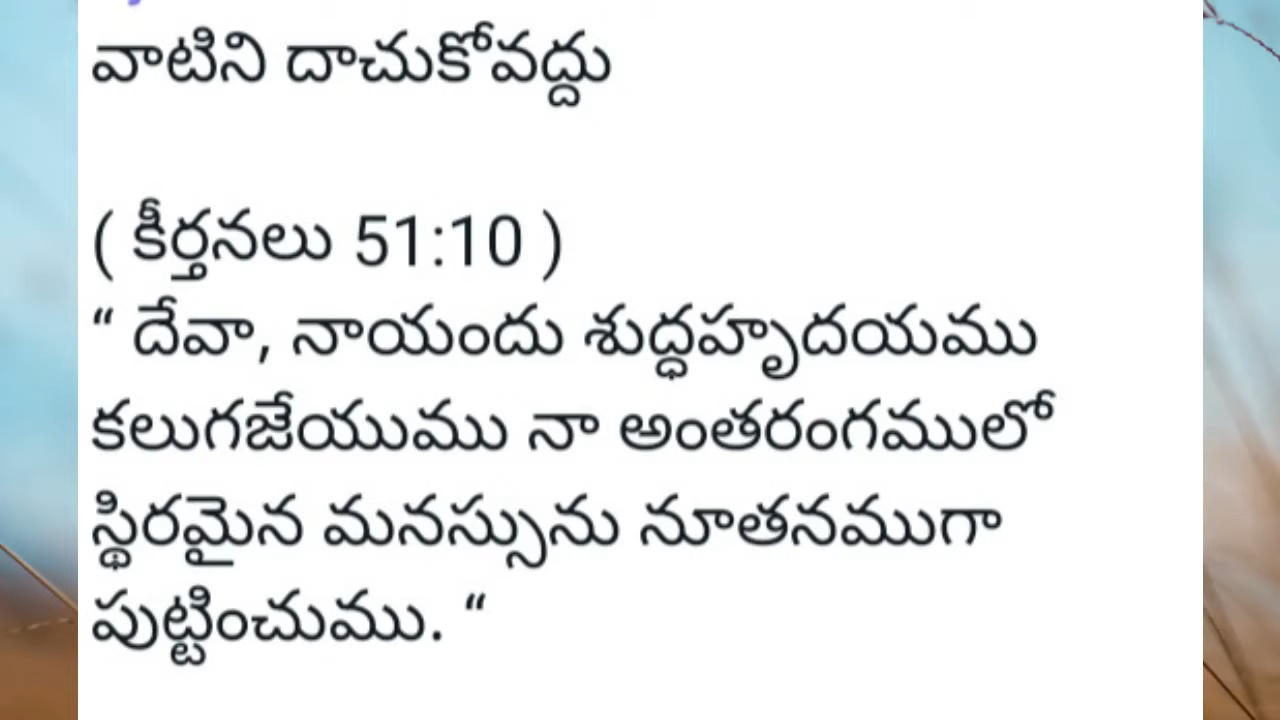 వాటిని దాచుకోవద్దు
( కీర్తనలు 51:10 )
“ దేవా, నాయందు శుద్ధహృదయము
కలుగజేయుము నా అంతరంగములో
స్థిరమైన మనస్సును నూతనముగా
పుట్టించుము. “